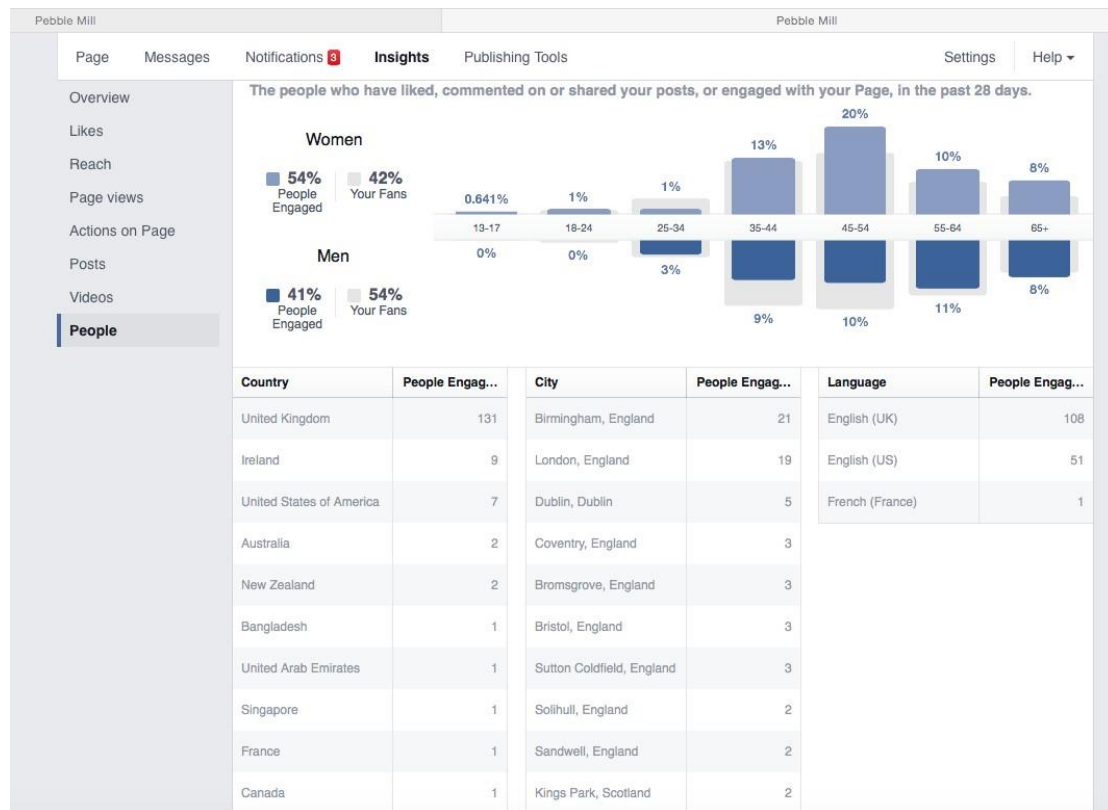 Pebble Mill
Pebble Mill
Page Messages Notifications 3 Insights Publishing Tools Settings Help
Overview
Likes
Reach
Page views
Actions on Page
Posts
Videos
People
The people who have liked, commented on or shared your posts, or engaged with your Page, in the past 28 days.
Women
54% People Engaged
42% Your Fans
0.641% 1% 1% 13% 20% 10% 8%
13-17 18-24 25-34 35-44 45-54 55-64 65+
0% 0% 3% 9% 10% 11% 8%
Men
41% People Engaged
54% Your Fans
Country People Engag...
United Kingdom 131
Ireland 9
United States of America 7
Australia 2
New Zealand 2
Bangladesh 1
United Arab Emirates 1
Singapore 1
France 1
Canada 1
City People Engag...
Birmingham, England 21
London, England 19
Dublin, Dublin 5
Coventry, England 3
Bromsgrove, England 3
Bristol, England 3
Sutton Coldfield, England 3
Solihull, England 2
Sandwell, England 2
Kings Park, Scotland 2
Language People Engag...
English (UK) 108
English (US) 51
French (France) 1